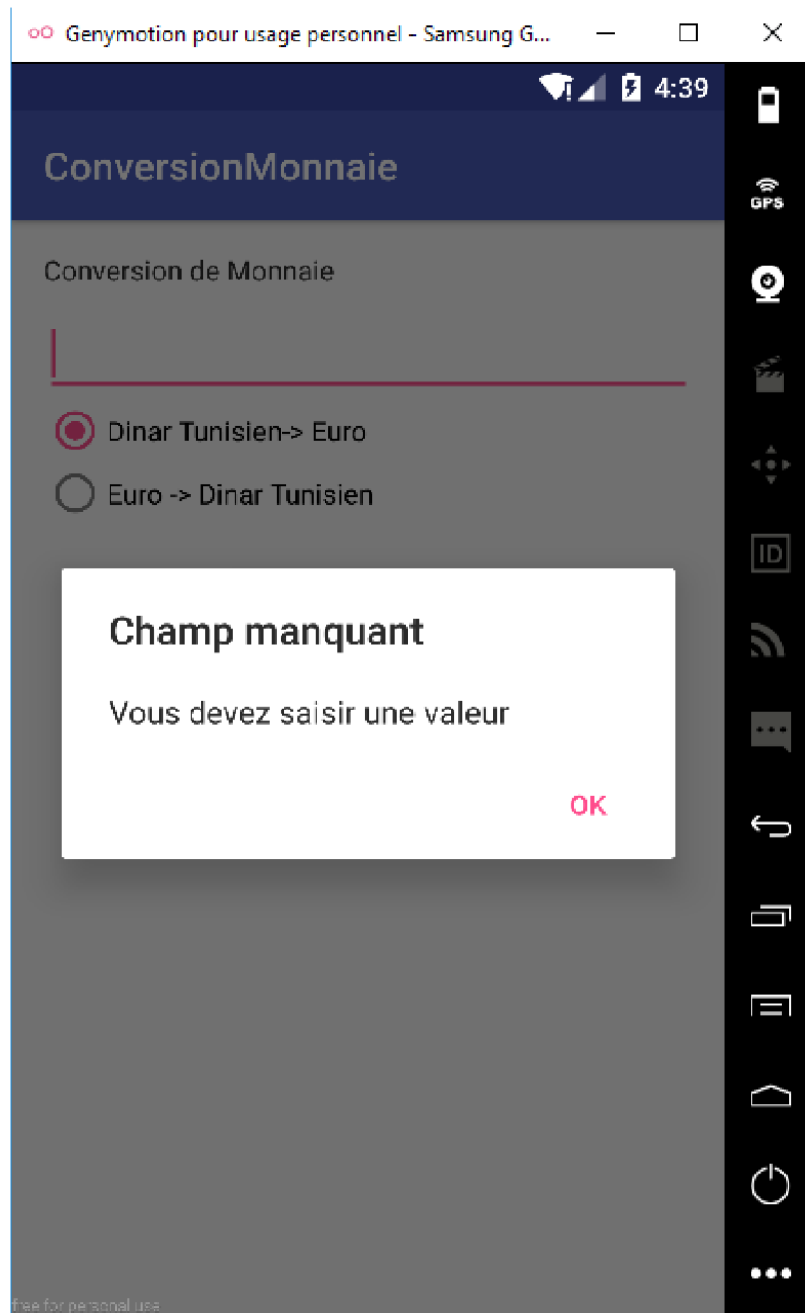 Genymotion pour usage personnel - Samsung G...
4:39
ConversionMonnaie
GPS
Conversion de Monnaie
Dinar Tunisien-> Euro
Euro -> Dinar Tunisien
ID
Champ manquant
Vous devez saisir une valeur
OK
free for personal use